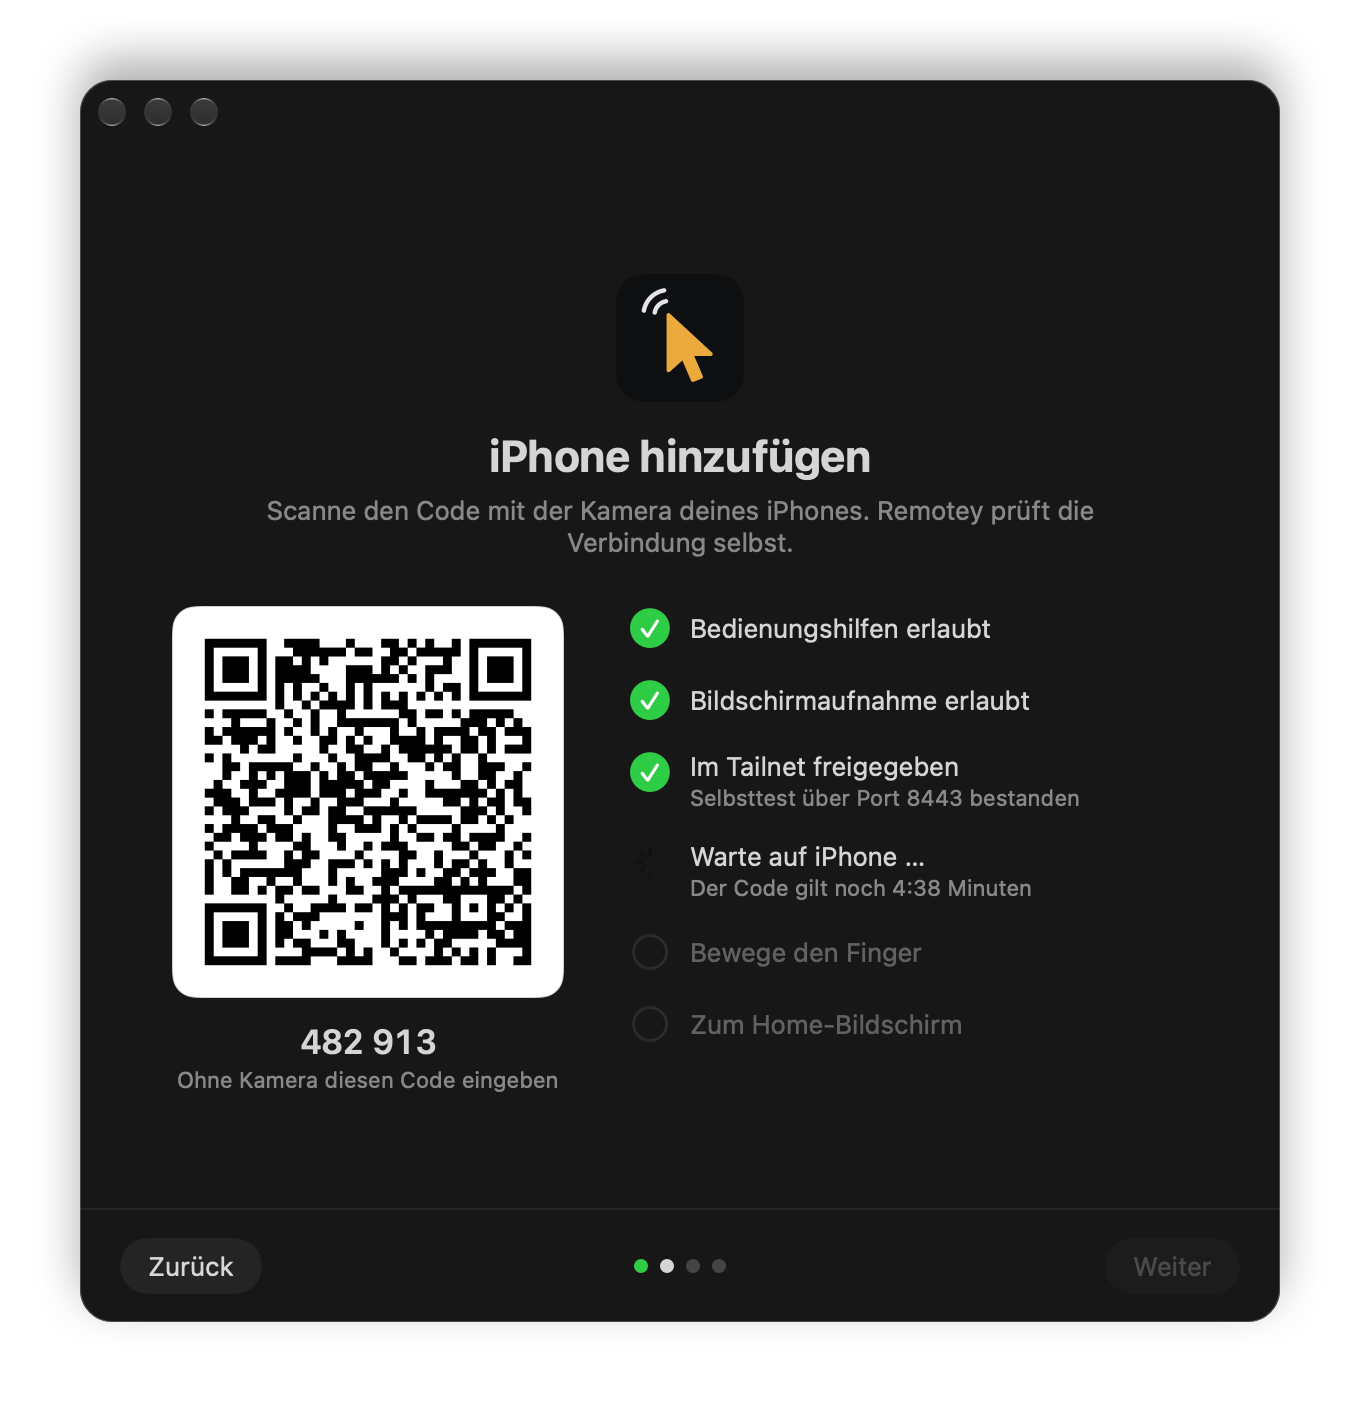 iPhone hinzufügen
Scanne den Code mit der Kamera deines iPhones. Remotey prüft die
Verbindung selbst.
482 913
Ohne Kamera diesen Code eingeben
Bedienungshilfen erlaubt
Bildschirmaufnahme erlaubt
Im Tailnet freigegeben
Selbsttest über Port 8443 bestanden
Warte auf iPhone ...
Der Code gilt noch 4:38 Minuten
Bewege den Finger
Zum Home-Bildschirm
Zurück
Weiter